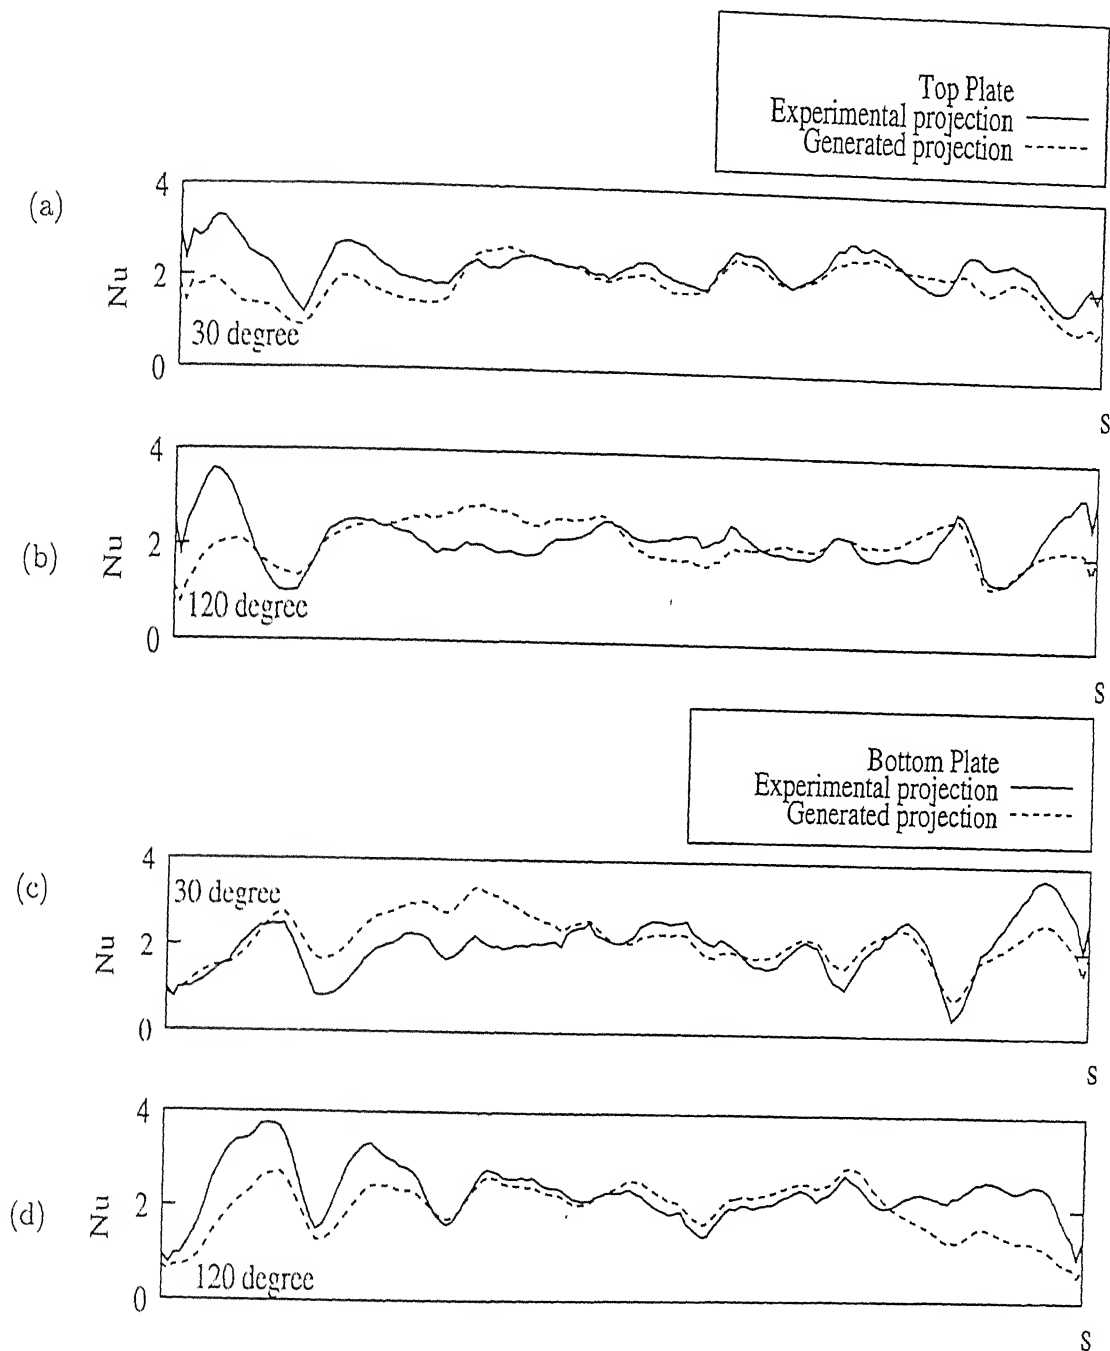 Top Plate
Experimental projection
Generated projection
(a)
4
2
0
Nu
30 degree
S
(b)
4
2
0
Nu
120 degree
S
Bottom Plate
Experimental projection
Generated projection
(c)
4
2
0
Nu
30 degree
S
(d)
4
2
0
Nu
120 degree
S